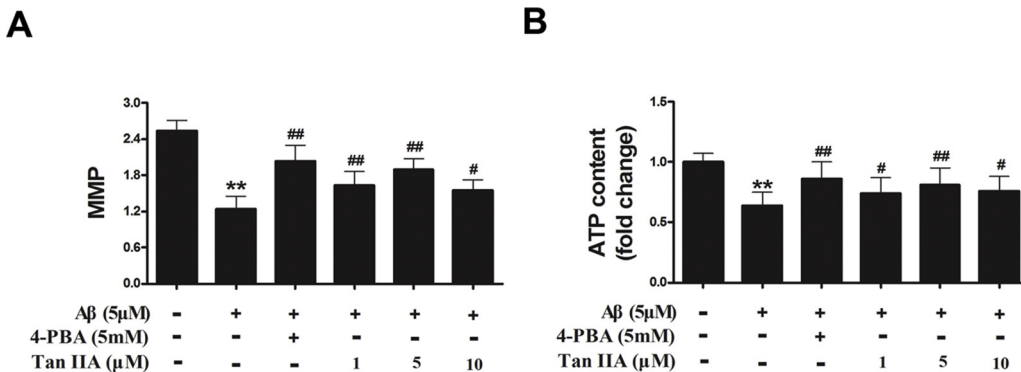 A
MMP
3.0
2.4
1.8
1.2
0.6
0.0
** ## ## ## #
Aβ (5μM) - + + + + +
4-PBA (5mM) - - + - - -
Tan IIA (μM) - - - 1 5 10
B
ATP content
(fold change)
1.5
1.0
0.5
0.0
** ## # ## #
Aβ (5μM) - + + + + +
4-PBA (5mM) - - + - - -
Tan IIA (μM) - - - 1 5 10